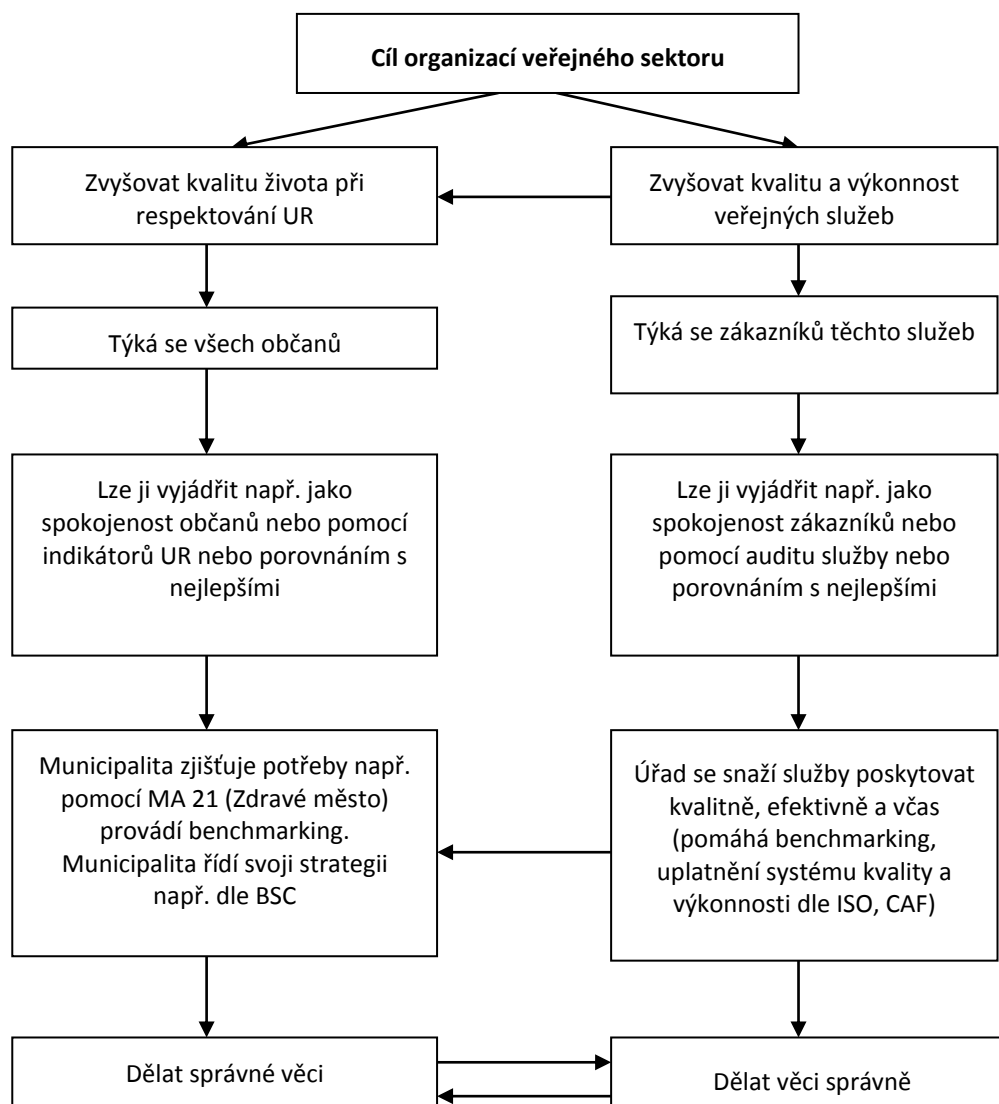 Cíl organizací veřejného sektoru
Zvyšovat kvalitu života při
respektování UR
Zvyšovat kvalitu a výkonnost
veřejných služeb
Týká se všech občanů
Týká se zákazníků těchto služeb
Lze ji vyjádřit např. jako
spokojenost občanů nebo pomocí
indikátorů UR nebo porovnáním s
nejlepšími
Lze ji vyjádřit např. jako
spokojenost zákazníků nebo
pomocí auditu služby nebo
porovnáním s nejlepšími
Municipalita zjišťuje potřeby např.
pomocí MA 21 (Zdravé město)
provádí benchmarking.
Municipalita řídí svoji strategii
např. dle BSC
Úřad se snaží služby poskytovat
kvalitně, efektivně a včas
(pomáhá benchmarking,
uplatnění systému kvality a
výkonnosti dle ISO, CAF)
Dělat správné věci
Dělat věci správně